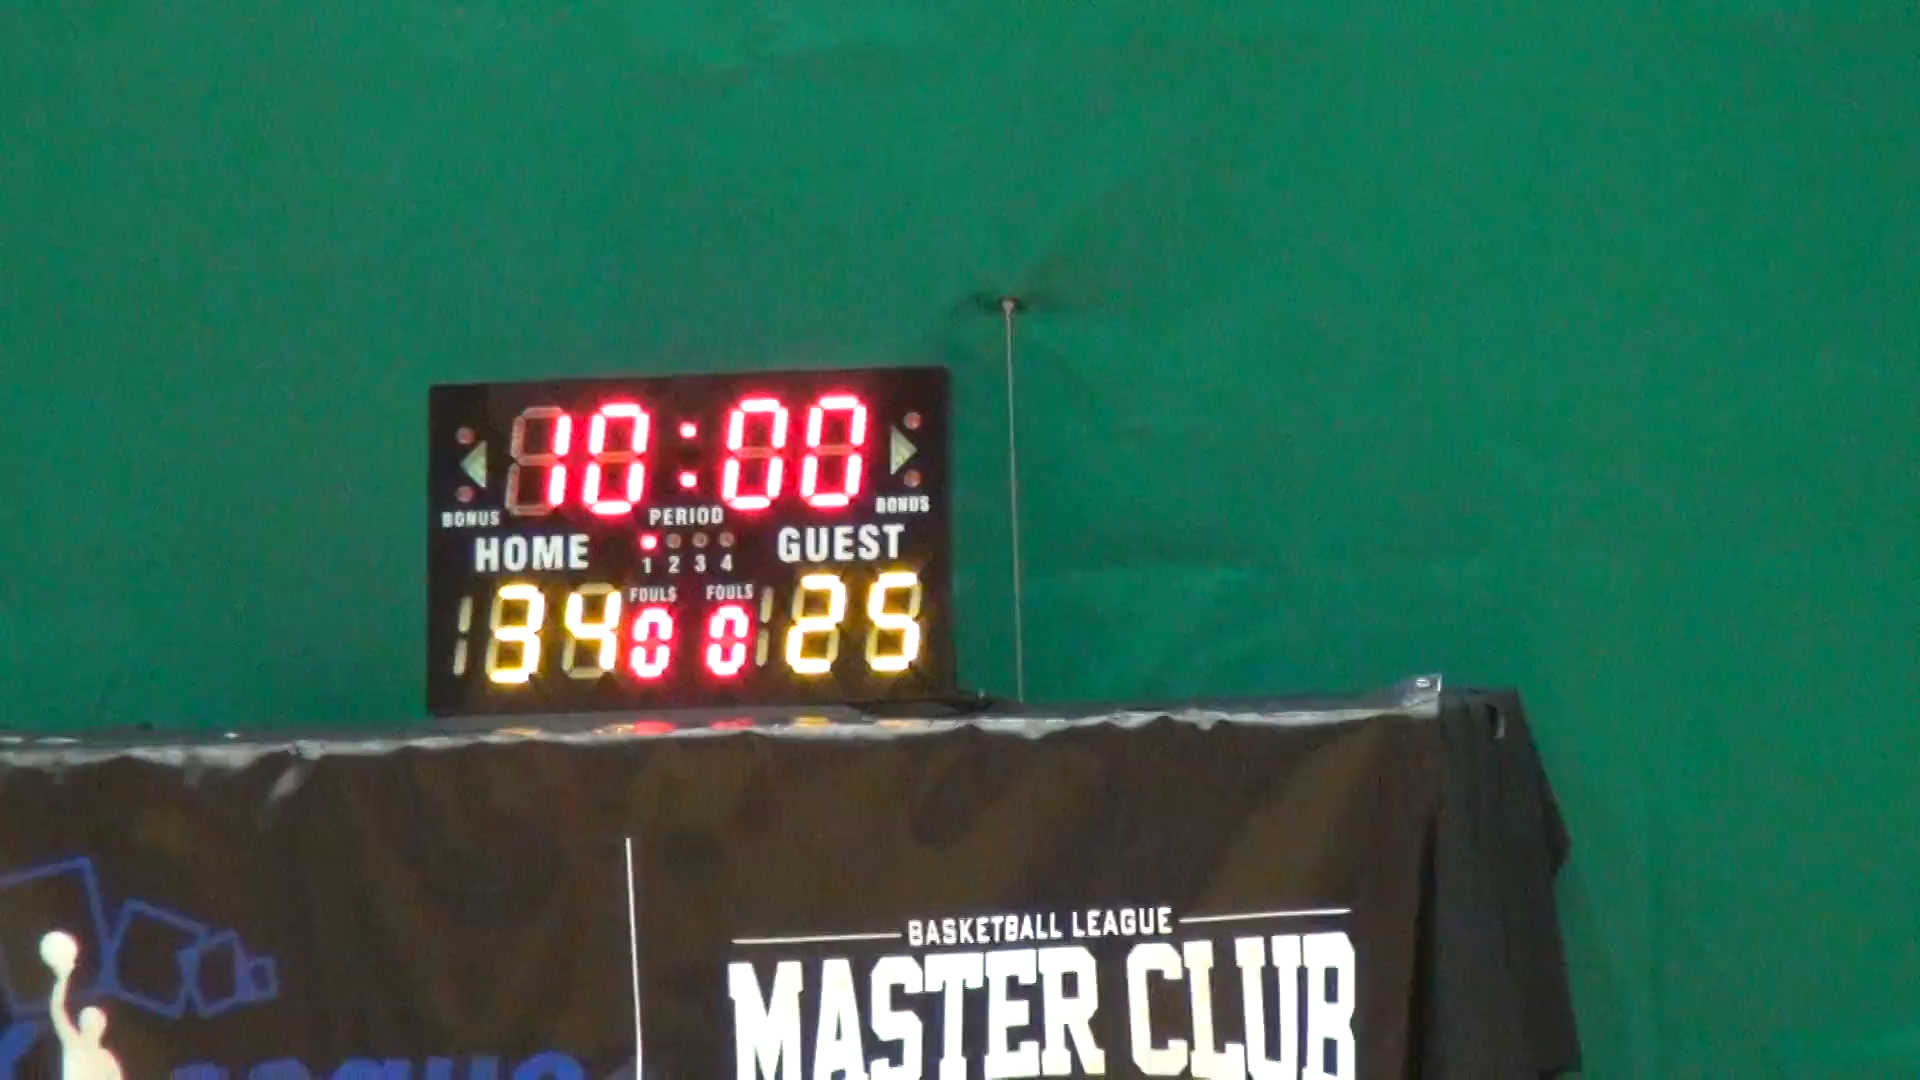 10:00
BONUS PERIOD BONUS
HOME 1 2 3 4 GUEST
FOULS FOULS
34 0 0 25
BASKETBALL LEAGUE
MASTER CLUB